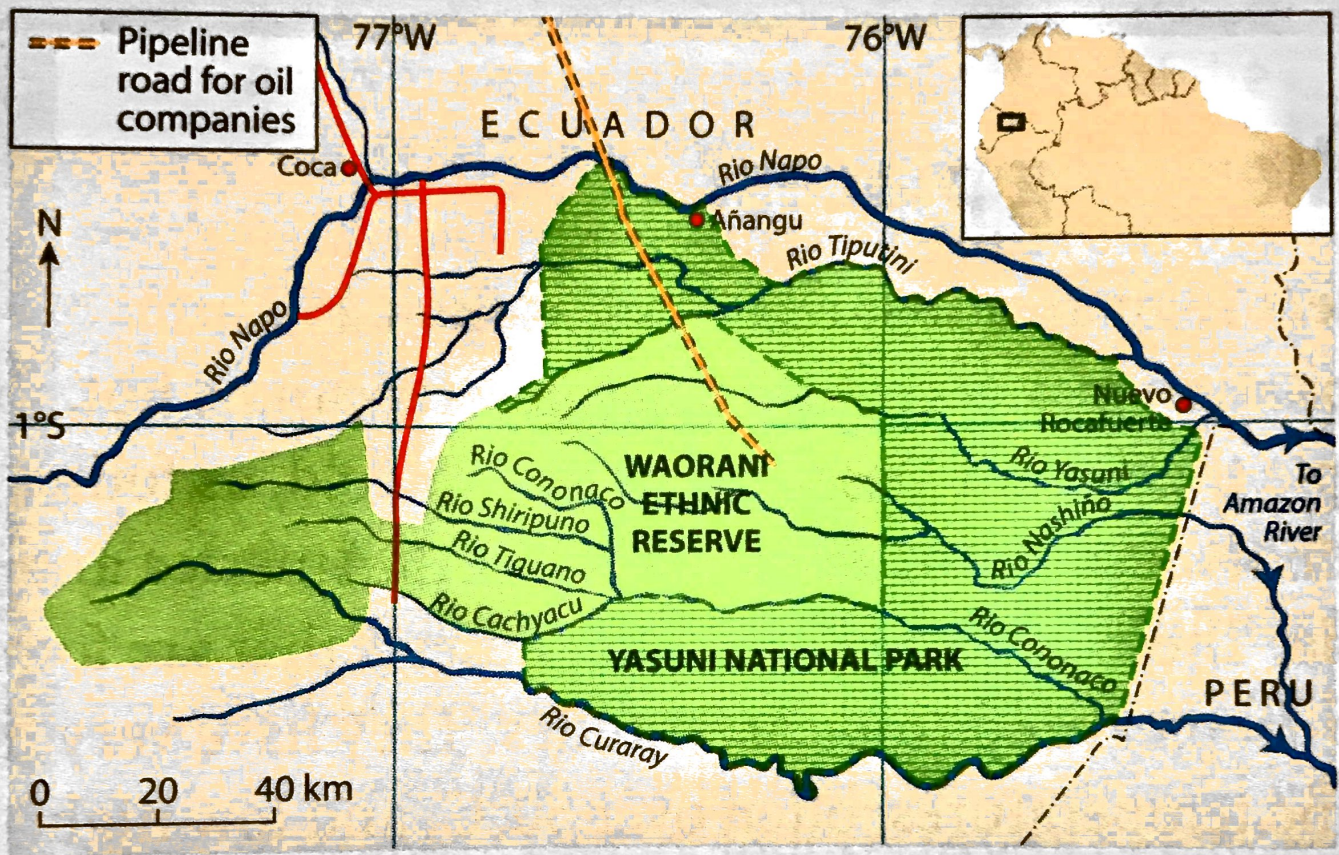 Pipeline
road for oil
companies
77°W
76°W
ECUADOR
Coca
Rio Napo
Añangu
N
Rio Tiputini
Rio Napo
Nuevo
Rocafuerte
1°S
WAORANI
ETHNIC
RESERVE
Rio Cononaco
Rio Shiripuno
Rio Tiguano
Rio Cachyacu
Rio Yasuni
Rio Nashiño
To
Amazon
River
Rio Cononaco
YASUNI NATIONAL PARK
PERU
Rio Curaray
0 20 40 km